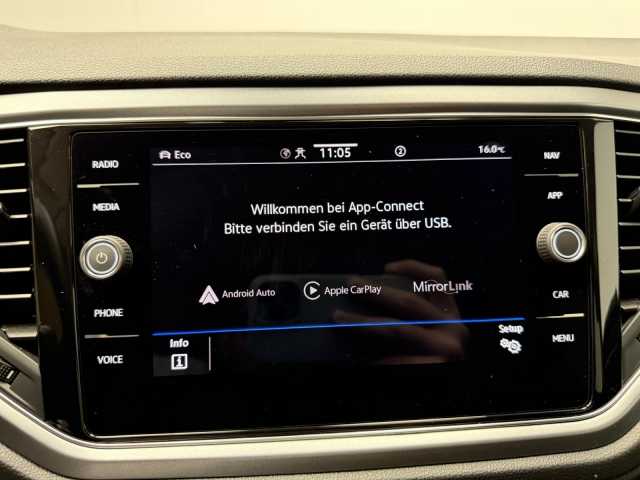 RADIO
MEDIA
PHONE
VOICE
Eco
11:05
2
16.0°C
Willkommen bei App-Connect
Bitte verbinden Sie ein Gerät über USB.
Android Auto
Apple CarPlay
MirrorLink
Info
Setup
NAV
APP
CAR
MENU